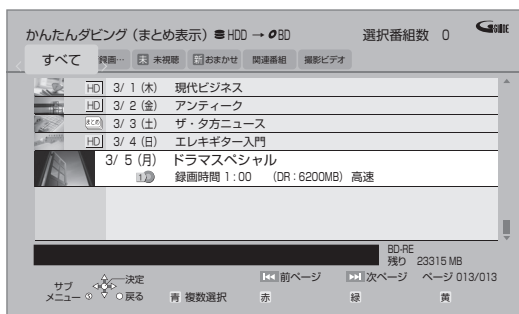 かんたんダビング (まとめ表示) HDD → BD 選択番組数 0 G-GUIDE
すべて 録画… 未 未視聴 新 おまかせ 関連番組 撮影ビデオ
HD 3/ 1 (木) 現代ビジネス
HD 3/ 2 (金) アンティーク
まとめ 3/ 3 (土) ザ・夕方ニュース
HD 3/ 4 (日) エレキギター入門
3/ 5 (月) ドラマスペシャル
録画時間 1:00 (DR:6200MB) 高速
BD-RE
残り 23315 MB
前ページ 次ページ ページ 013/013
サブ メニュー S 決定 戻る
青 複数選択 赤 緑 黄